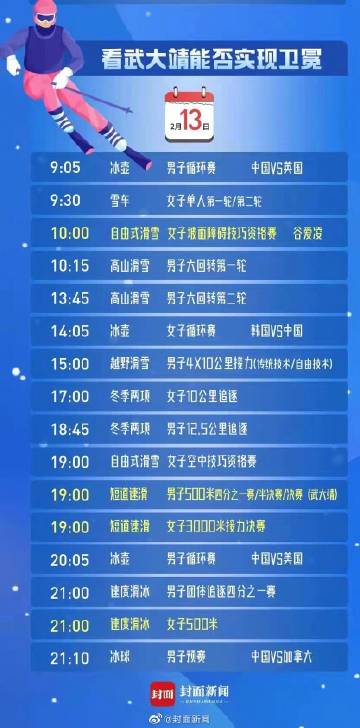 看武大靖能否实现卫冕
2月13日
9:05 冰壶 男子循环赛 中国VS英国
9:30 雪车 女子单人第一轮/第二轮
10:00 自由式滑雪 女子坡面障碍技巧资格赛 谷爱凌
10:15 高山滑雪 男子大回转第一轮
13:45 高山滑雪 男子大回转第二轮
14:05 冰壶 女子循环赛 韩国VS中国
15:00 越野滑雪 男子4X10公里接力(传统技术/自由技术)
17:00 冬季两项 女子10公里追逐
18:45 冬季两项 男子12.5公里追逐
19:00 自由式滑雪 女子空中技巧资格赛
19:00 短道速滑 男子500米四分之一赛/半决赛/决赛 (武大靖)
19:00 短道速滑 女子3000米接力决赛
20:05 冰壶 男子循环赛 中国VS美国
21:00 速度滑冰 男子团体追逐四分之一赛
21:00 速度滑冰 女子500米
21:10 冰球 男子预赛 中国VS加拿大
封面 封面新闻
@封面新闻